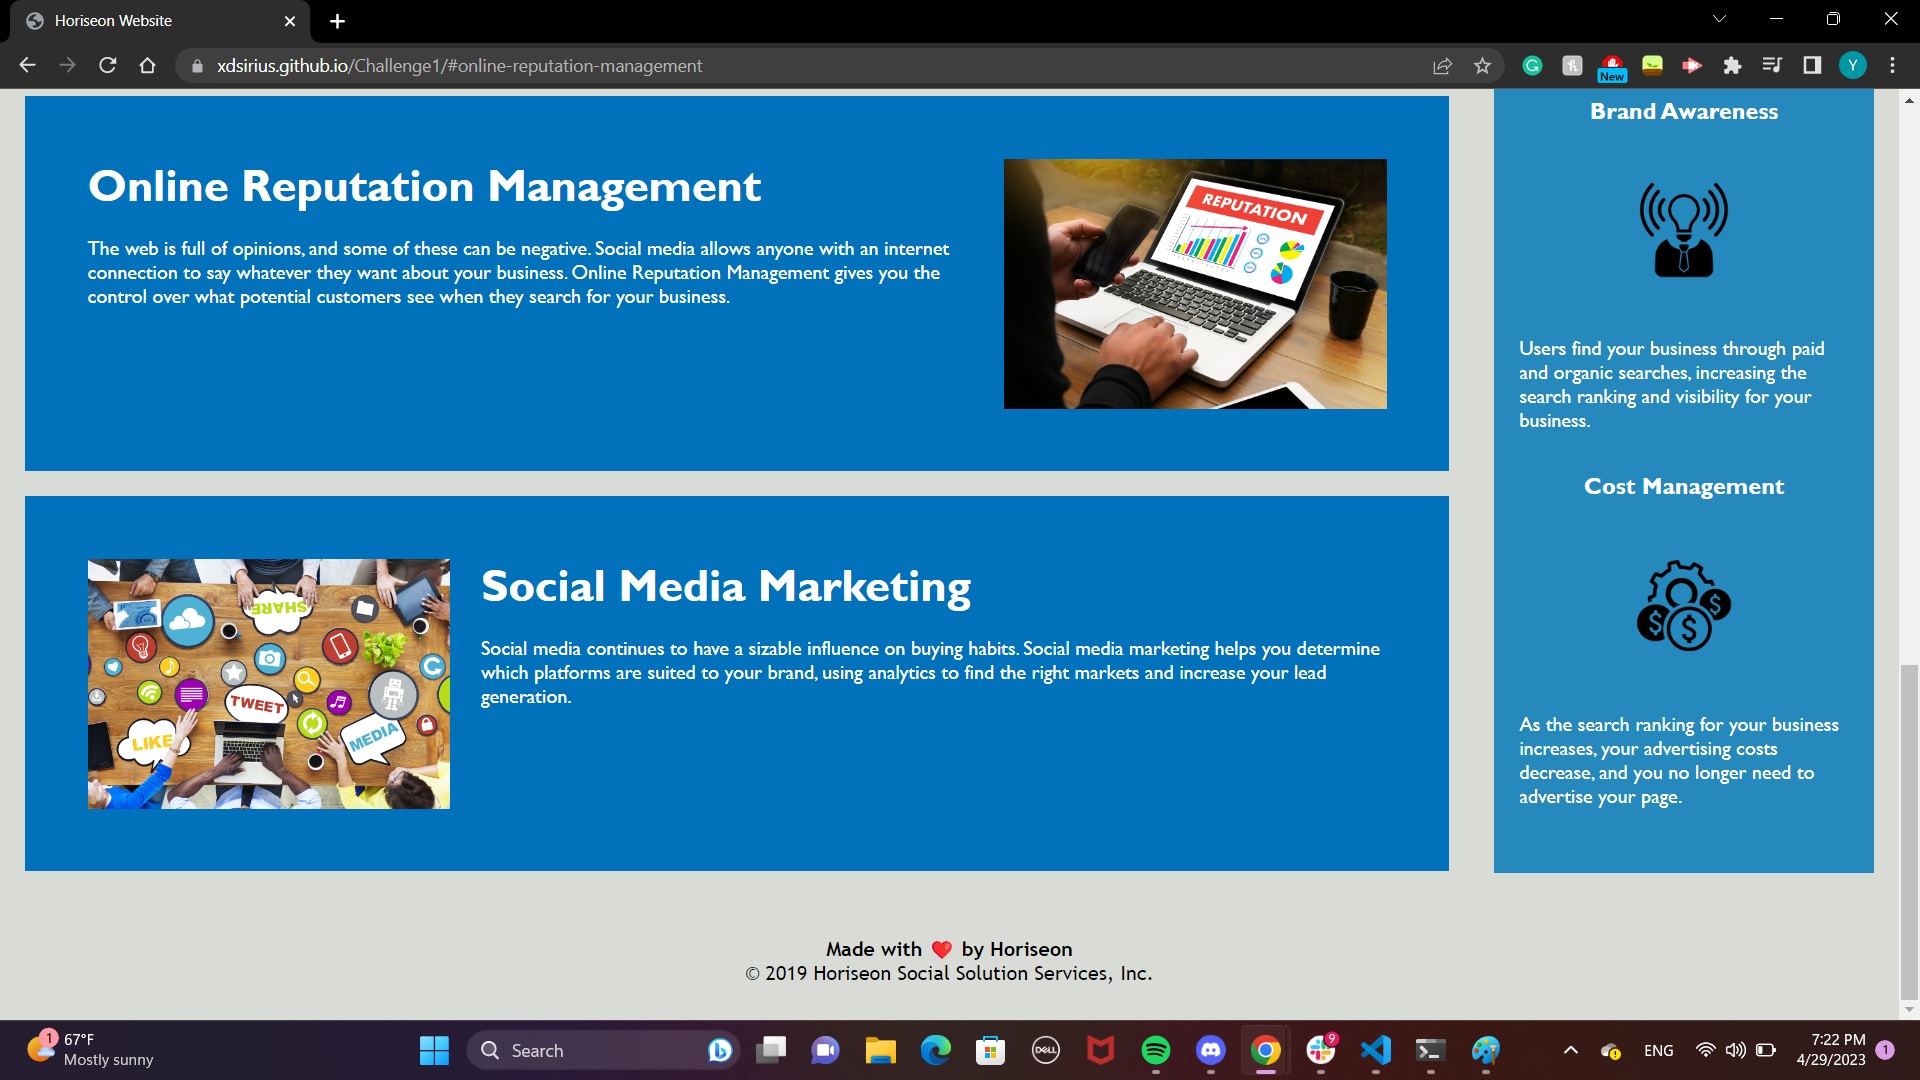 Horiseon Website
xdsirius.github.io/Challenge1/#online-reputation-management
New
Y
Online Reputation Management
The web is full of opinions, and some of these can be negative. Social media allows anyone with an internet
connection to say whatever they want about your business. Online Reputation Management gives you the
control over what potential customers see when they search for your business.
REPUTATION
Social Media Marketing
Social media continues to have a sizable influence on buying habits. Social media marketing helps you determine
which platforms are suited to your brand, using analytics to find the right markets and increase your lead
generation.
SHARE
TWEET
LIKE
MEDIA
Brand Awareness
Users find your business through paid
and organic searches, increasing the
search ranking and visibility for your
business.
Cost Management
$ $ $
As the search ranking for your business
increases, your advertising costs
decrease, and you no longer need to
advertise your page.
Made with ❤️ by Horiseon
© 2019 Horiseon Social Solution Services, Inc.
1
67°F
Mostly sunny
Search
DELL
9
ENG
7:22 PM
4/29/2023
1